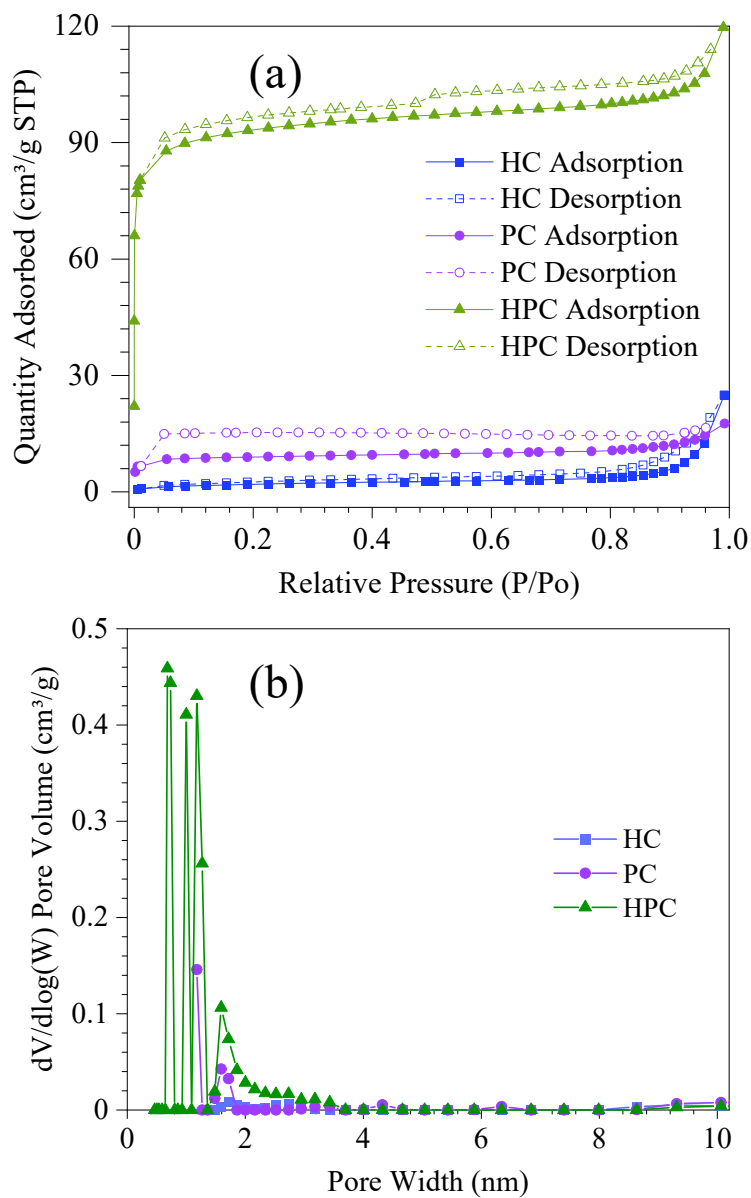 (a)
120
90
60
30
0
Quantity Adsorbed (cm³/g STP)
HC Adsorption
HC Desorption
PC Adsorption
PC Desorption
HPC Adsorption
HPC Desorption
0 0.2 0.4 0.6 0.8 1.0
Relative Pressure (P/Po)
(b)
0.5
0.4
0.3
0.2
0.1
0
dV/dlog(W) Pore Volume (cm³/g)
HC
PC
HPC
0 2 4 6 8 10
Pore Width (nm)